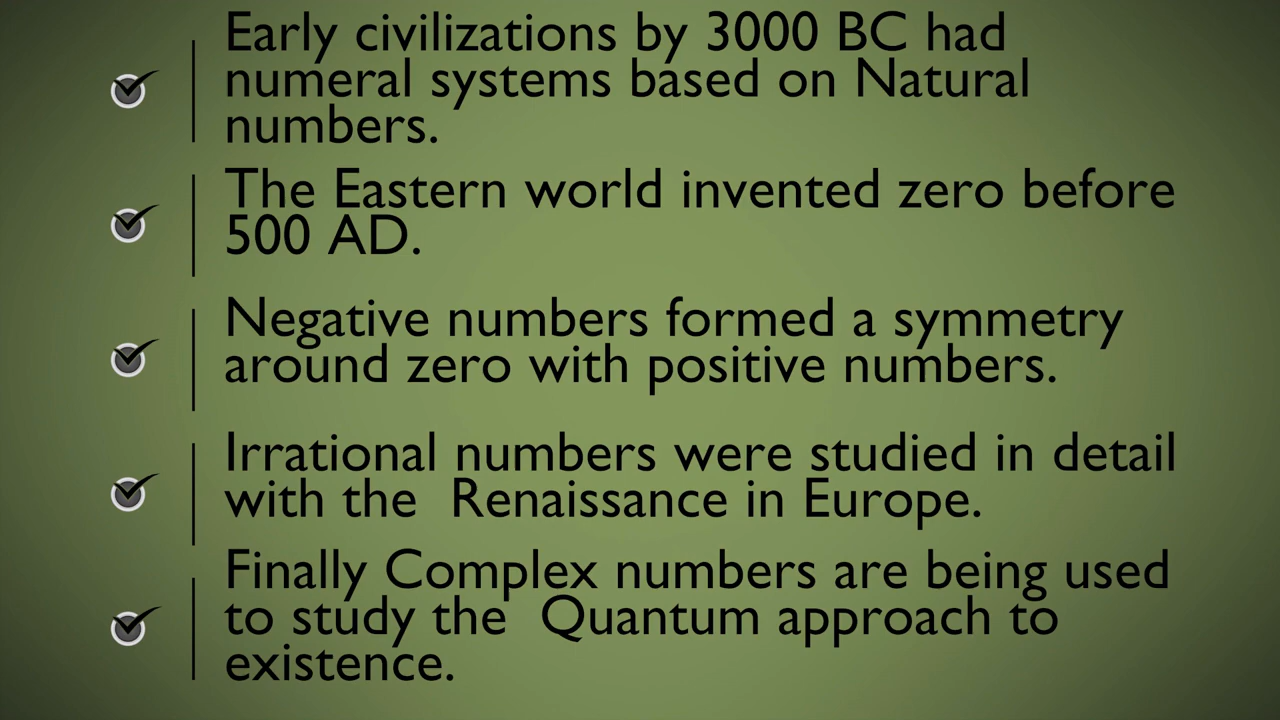 Early civilizations by 3000 BC had
numeral systems based on Natural
numbers.
The Eastern world invented zero before
500 AD.
Negative numbers formed a symmetry
around zero with positive numbers.
Irrational numbers were studied in detail
with the  Renaissance in Europe.
Finally Complex numbers are being used
to study the  Quantum approach to
existence.